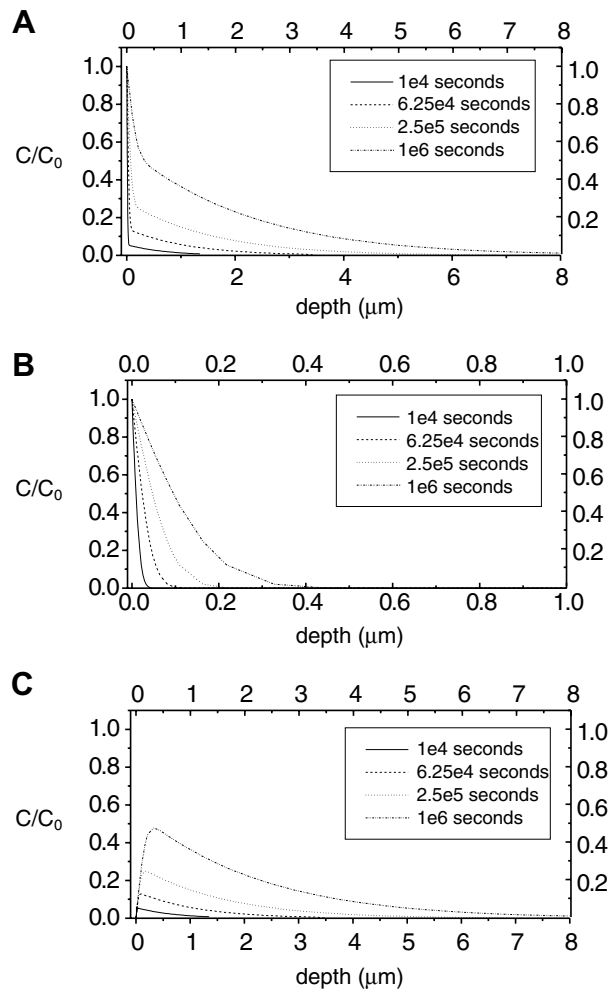 A
0 1 2 3 4 5 6 7 8
1.0
0.8
0.6
0.4
0.2
0.0
C/C0
1e4 seconds
6.25e4 seconds
2.5e5 seconds
1e6 seconds
1.0
0.8
0.6
0.4
0.2
0 2 4 6 8
depth (μm)
B
0.0 0.2 0.4 0.6 0.8 1.0
1.0
0.8
0.6
0.4
0.2
0.0
C/C0
1e4 seconds
6.25e4 seconds
2.5e5 seconds
1e6 seconds
1.0
0.8
0.6
0.4
0.2
0.0 0.2 0.4 0.6 0.8 1.0
depth (μm)
C
0 1 2 3 4 5 6 7 8
1.0
0.8
0.6
0.4
0.2
0.0
C/C0
1e4 seconds
6.25e4 seconds
2.5e5 seconds
1e6 seconds
1.0
0.8
0.6
0.4
0.2
0 1 2 3 4 5 6 7 8
depth (μm)